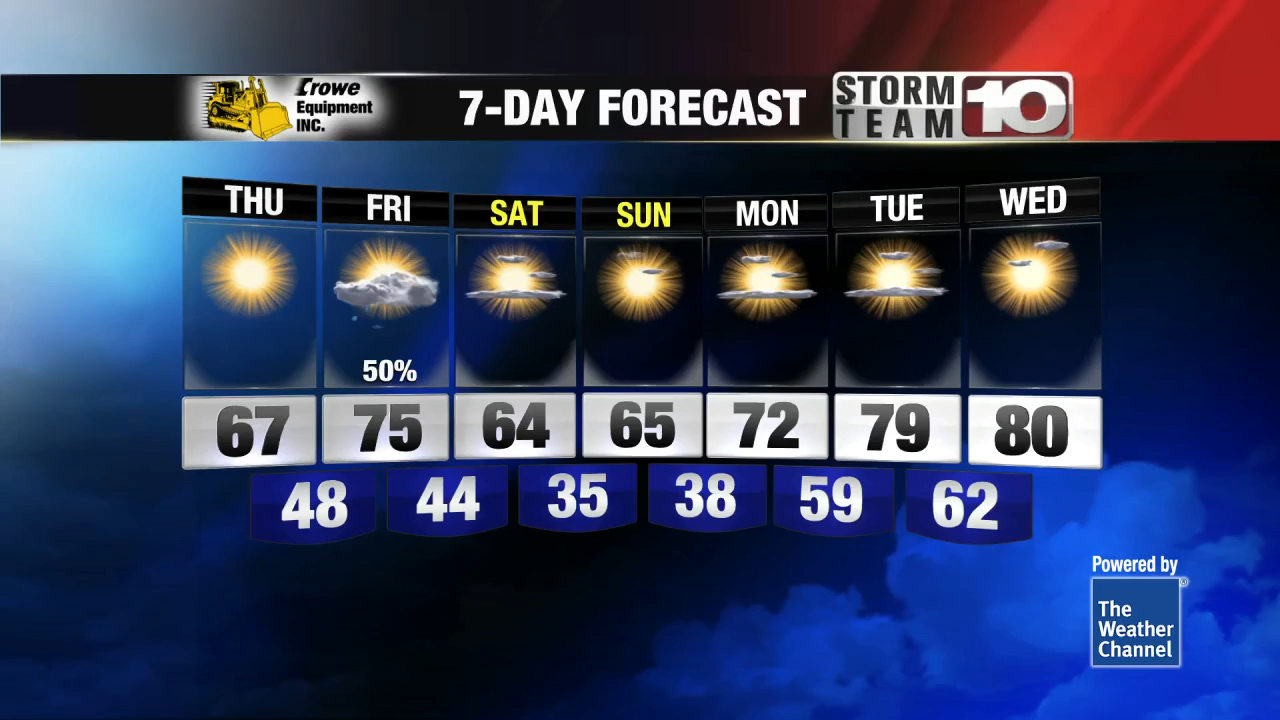 Crowe
Equipment
INC.
7-DAY FORECAST
STORM
TEAM
10
THU FRI SAT SUN MON TUE WED
50%
67 75 64 65 72 79 80
48 44 35 38 59 62
Powered by
The
Weather
Channel
®